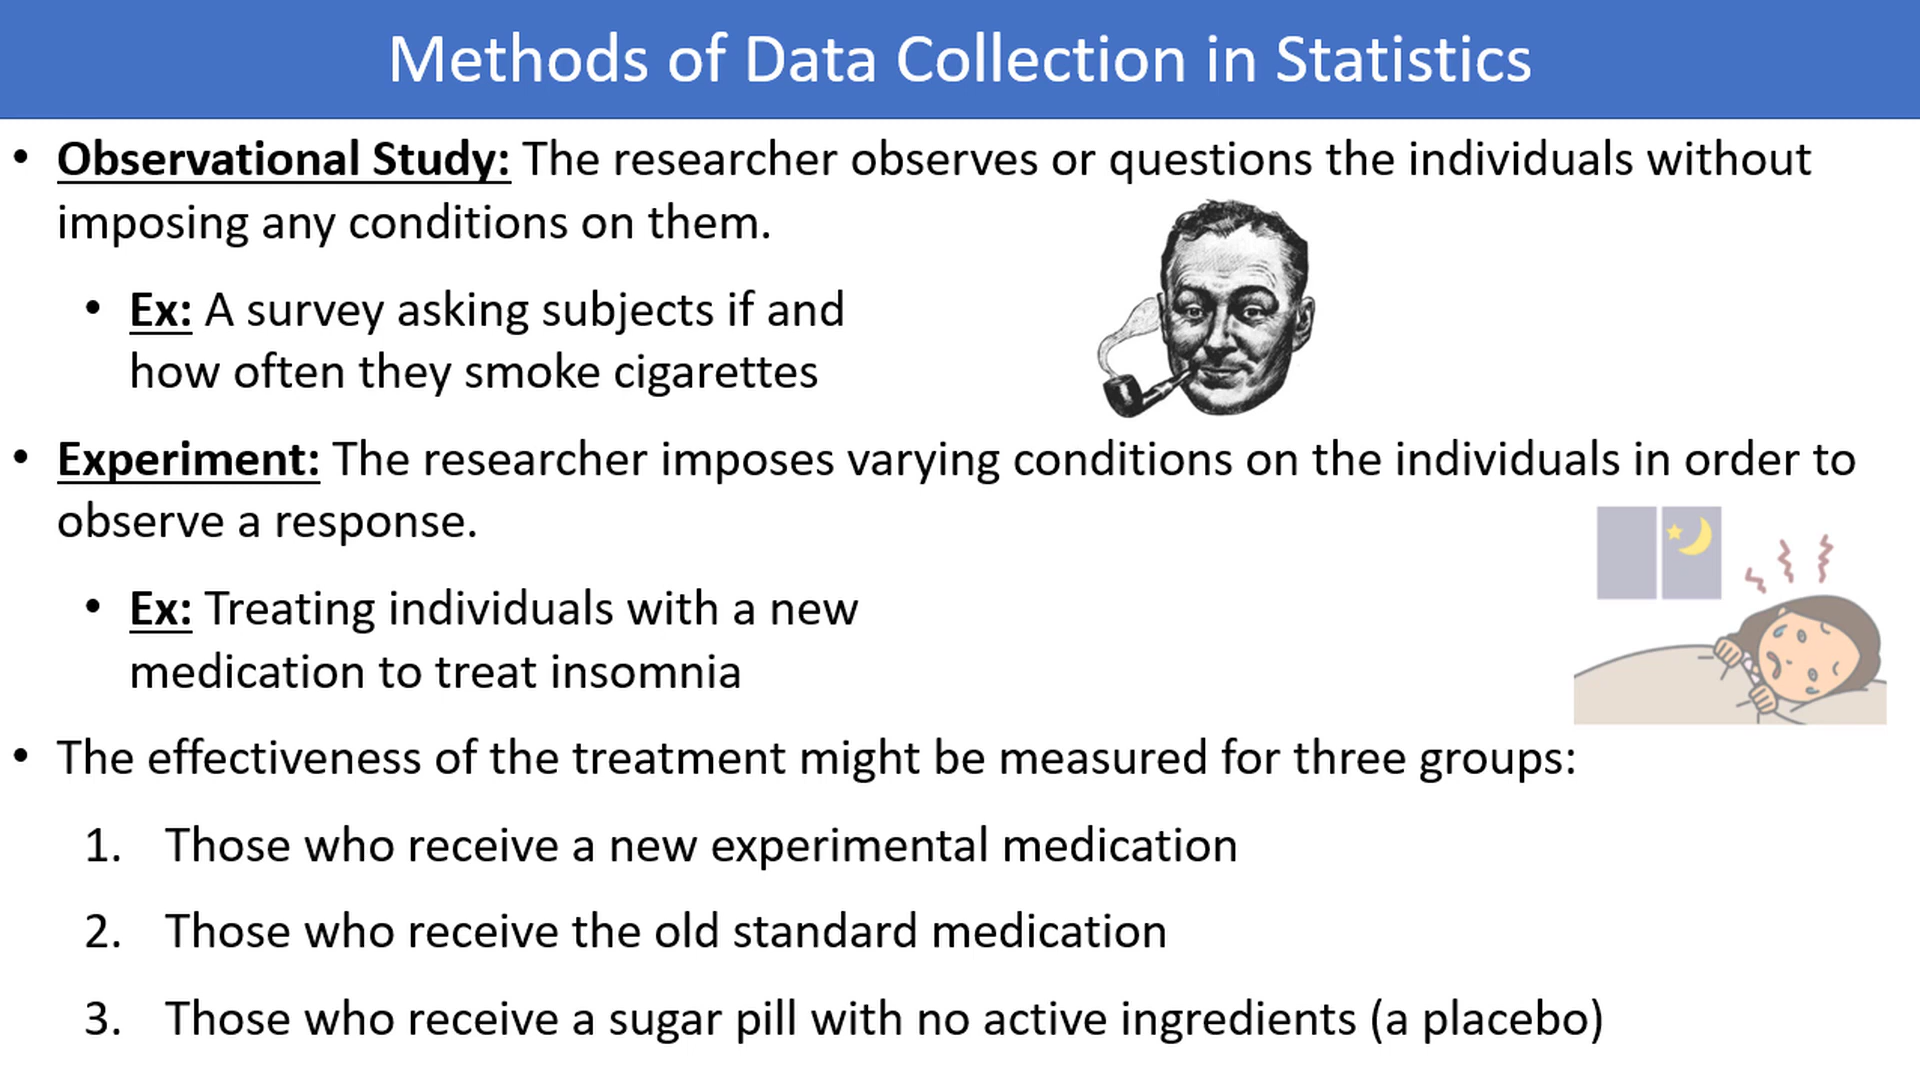 Methods of Data Collection in Statistics
• Observational Study: The researcher observes or questions the individuals without
imposing any conditions on them.
• Ex: A survey asking subjects if and
how often they smoke cigarettes
• Experiment: The researcher imposes varying conditions on the individuals in order to
observe a response.
• Ex: Treating individuals with a new
medication to treat insomnia
• The effectiveness of the treatment might be measured for three groups:
1. Those who receive a new experimental medication
2. Those who receive the old standard medication
3. Those who receive a sugar pill with no active ingredients (a placebo)